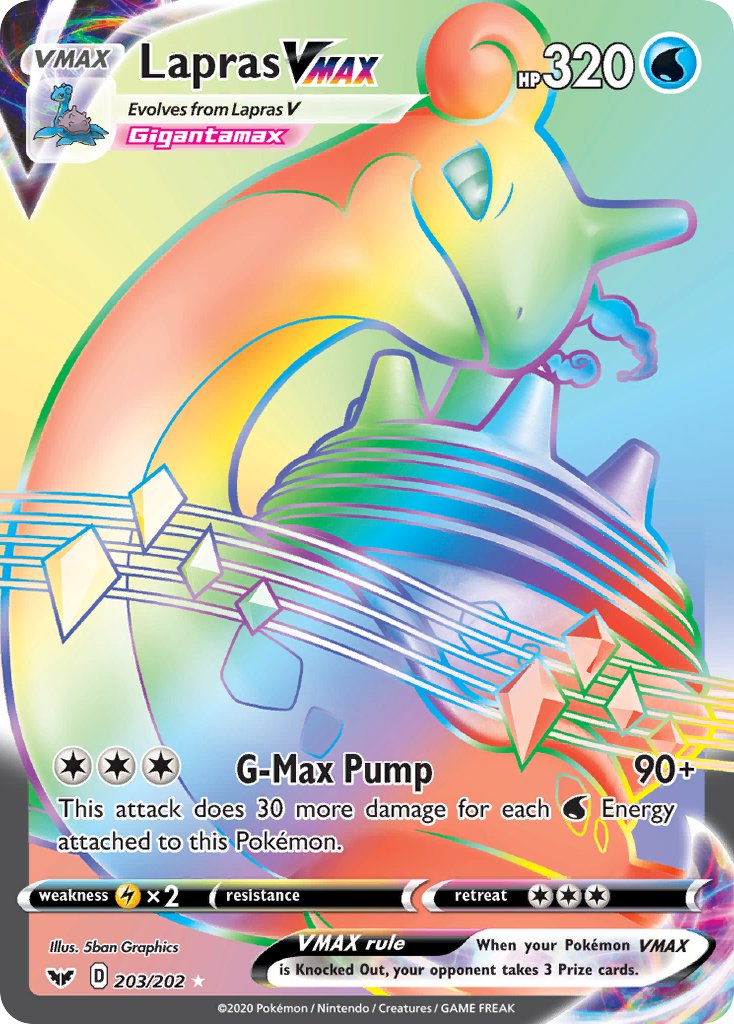 VMAX
Lapras VMAX
HP 320
Evolves from Lapras V
Gigantamax
G-Max Pump 90+
This attack does 30 more damage for each Energy
attached to this Pokémon.
weakness ×2 resistance retreat
Illus. 5ban Graphics
VMAX rule When your Pokémon VMAX
is Knocked Out, your opponent takes 3 Prize cards.
D 203/202
©2020 Pokémon / Nintendo / Creatures / GAME FREAK